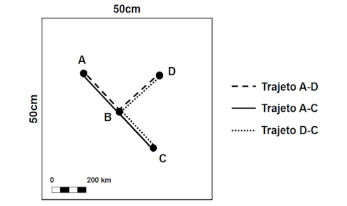 50cm
50cm
A
D
B
C
0 200 km
Trajeto A-D
Trajeto A-C
Trajeto D-C